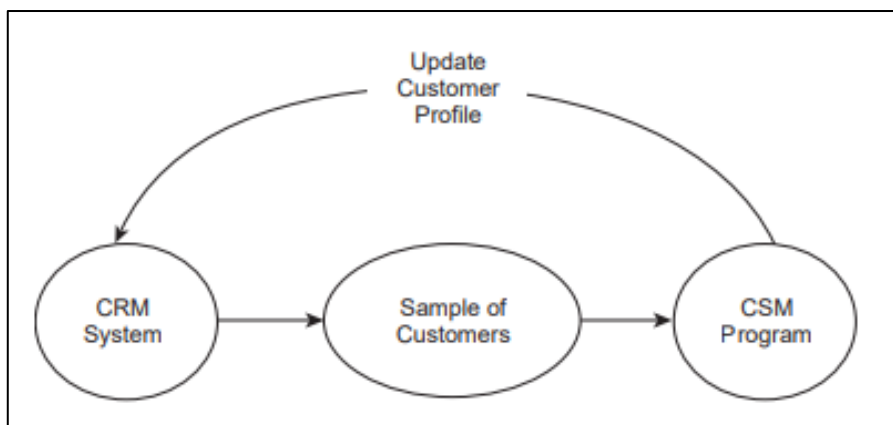 Update
Customer
Profile
CRM
System
Sample of
Customers
CSM
Program